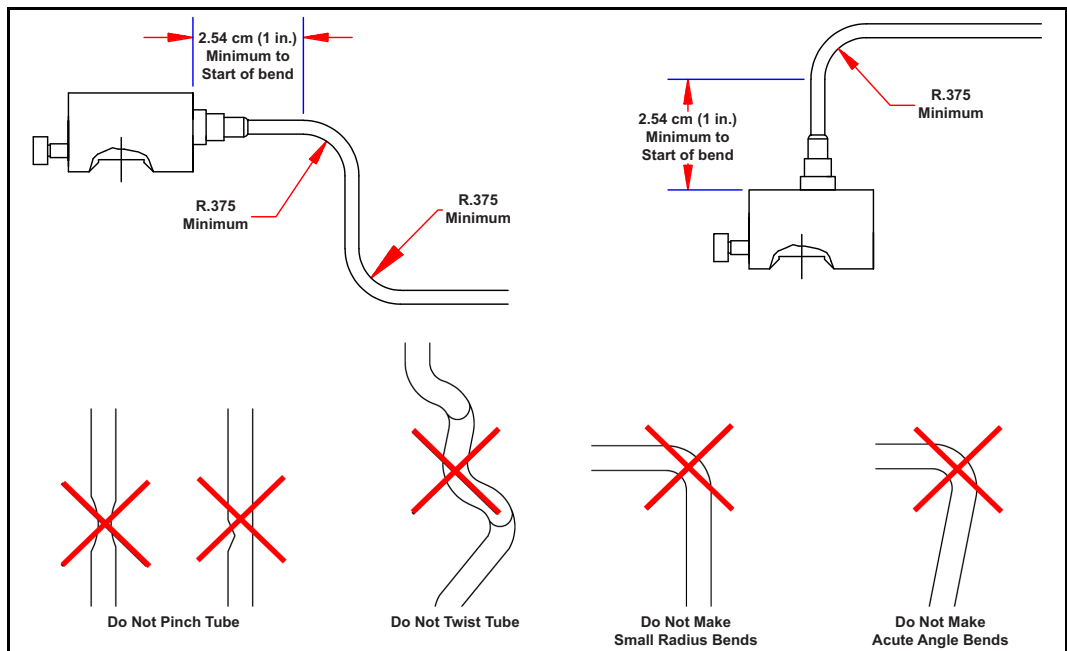 2.54 cm (1 in.)
Minimum to
Start of bend
R.375
Minimum
R.375
Minimum
2.54 cm (1 in.)
Minimum to
Start of bend
R.375
Minimum
Do Not Pinch Tube
Do Not Twist Tube
Do Not Make
Small Radius Bends
Do Not Make
Acute Angle Bends